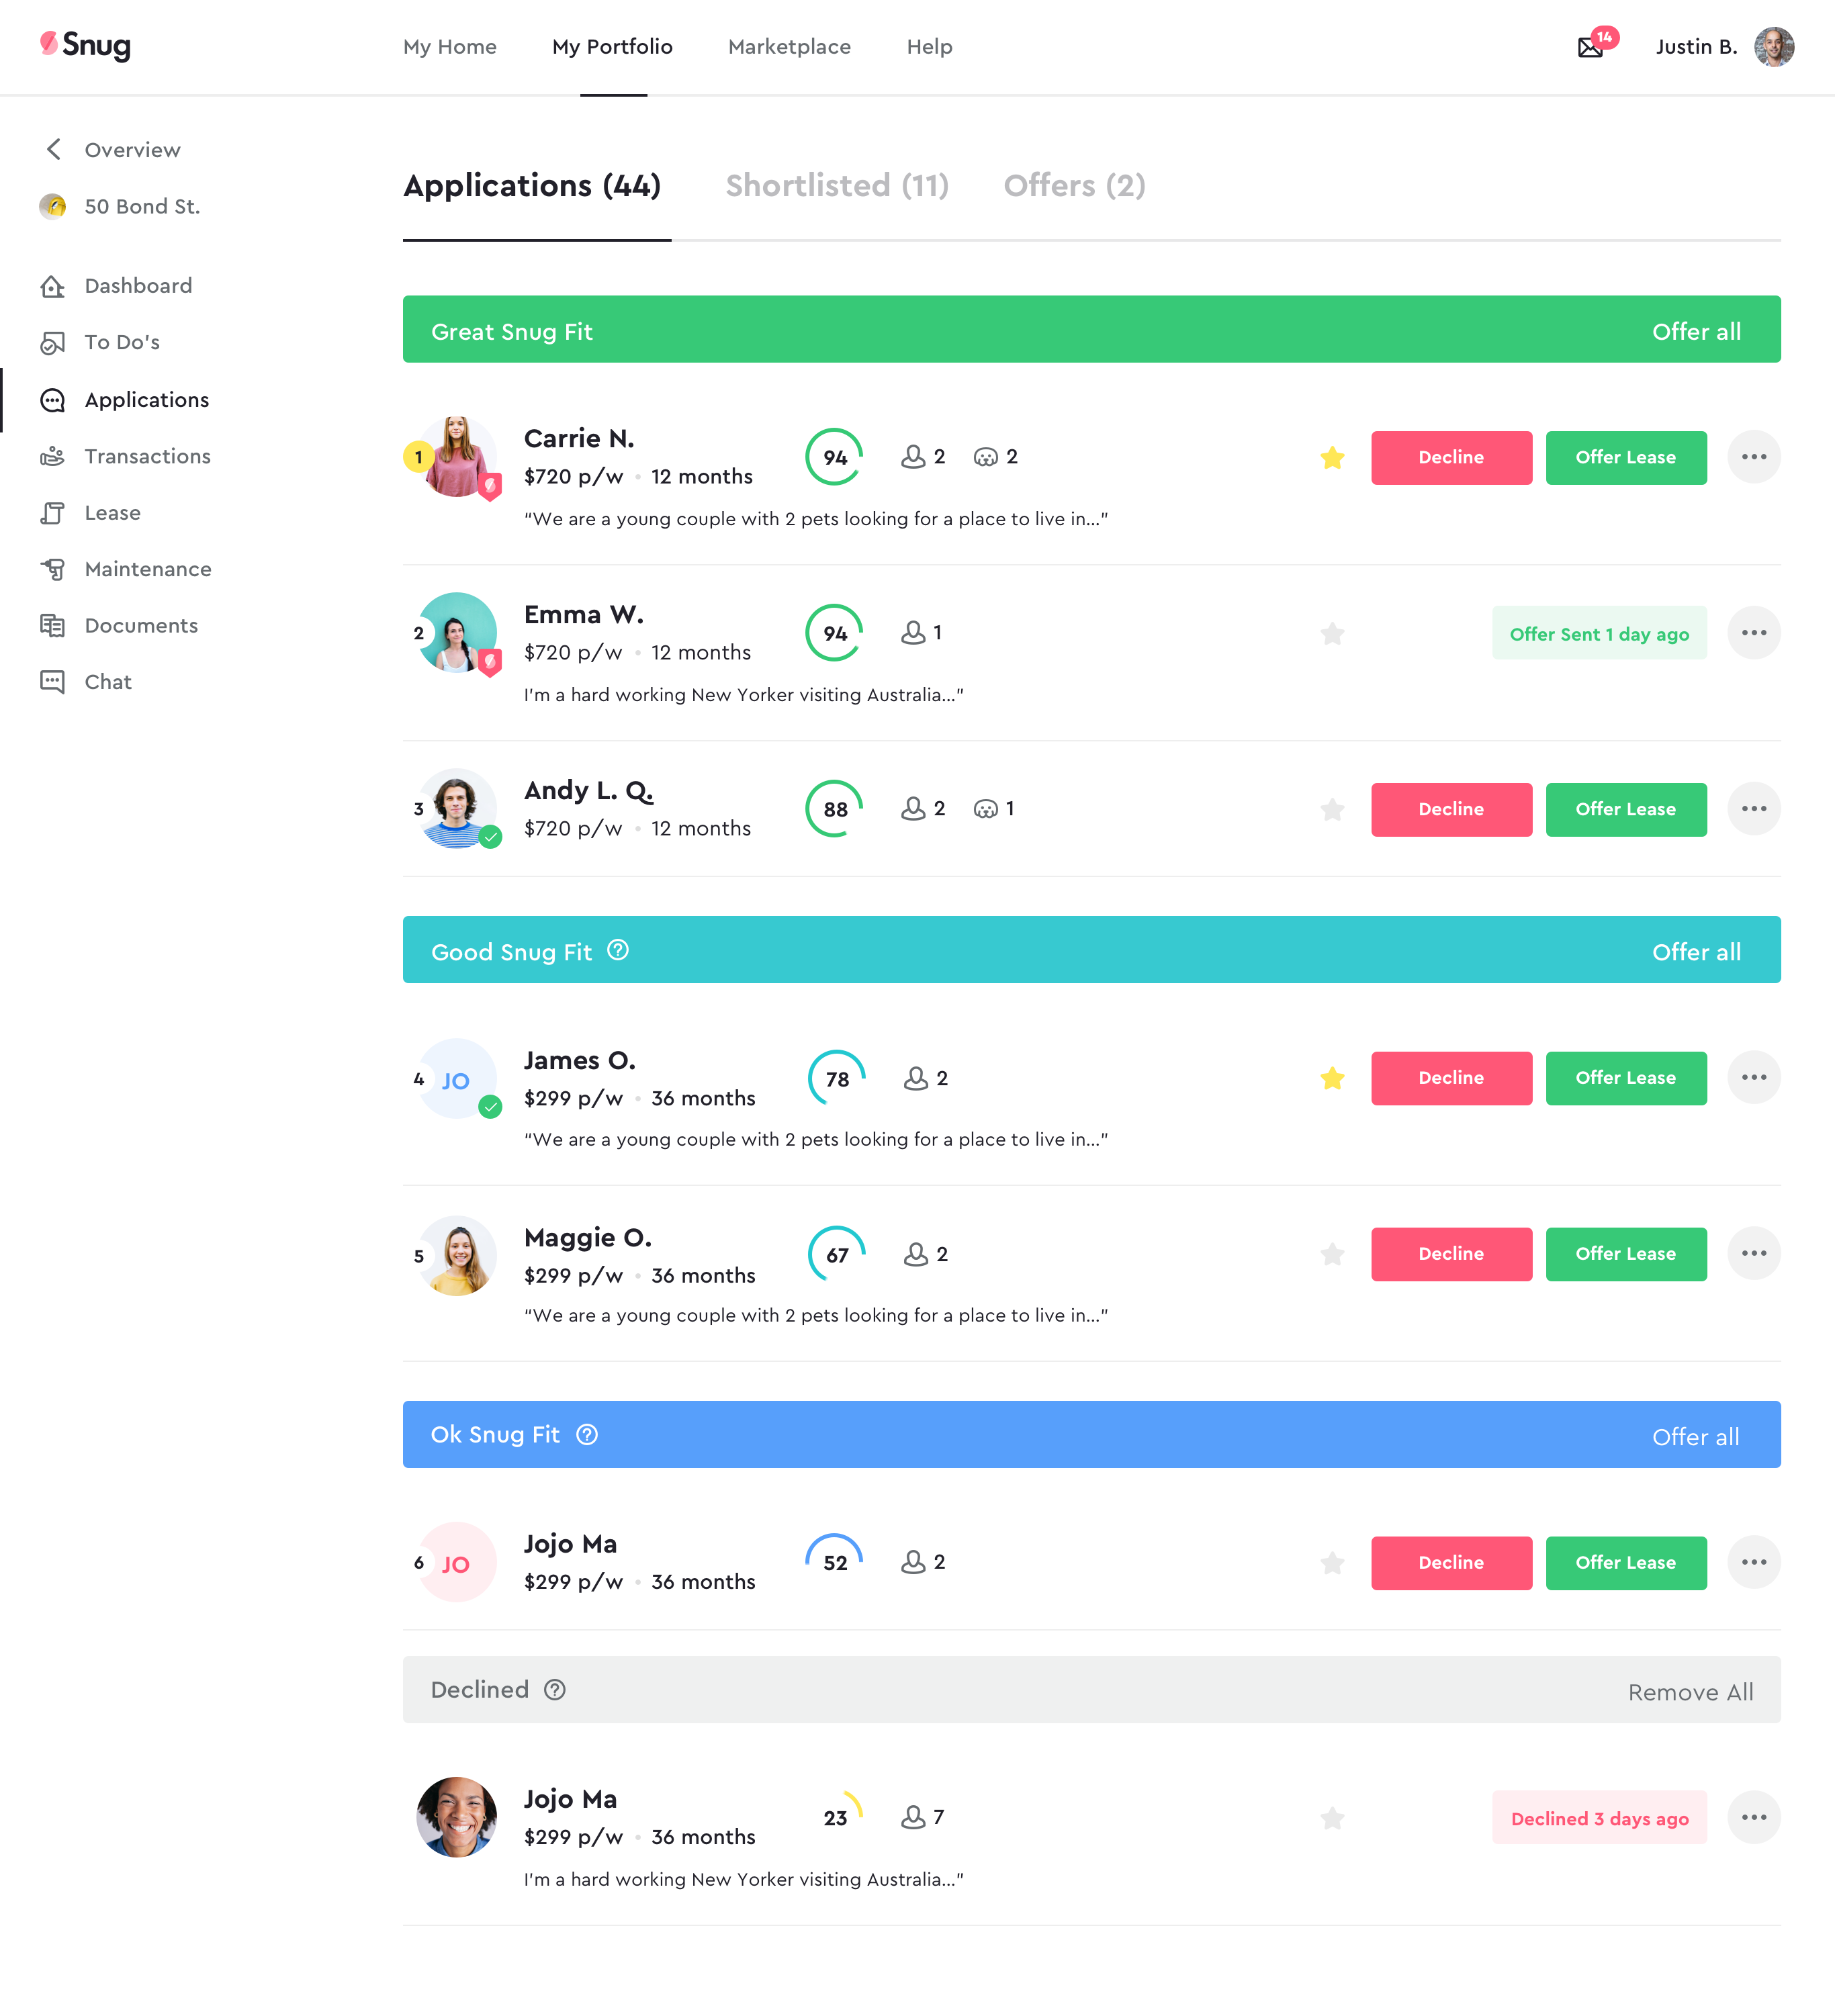 Snug
My Home
My Portfolio
Marketplace
Help
14
Justin B.
Overview
50 Bond St.
Dashboard
To Do's
Applications
Transactions
Lease
Maintenance
Documents
Chat
Applications (44)
Shortlisted (11)
Offers (2)
Great Snug Fit
Offer all
1
Carrie N.
$720 p/w • 12 months
94
2
2
Decline
Offer Lease
“We are a young couple with 2 pets looking for a place to live in...”
2
Emma W.
$720 p/w • 12 months
94
1
Offer Sent 1 day ago
I'm a hard working New Yorker visiting Australia...”
3
Andy L. Q.
$720 p/w • 12 months
88
2
1
Decline
Offer Lease
Good Snug Fit ?
Offer all
4
JO
James O.
$299 p/w • 36 months
78
2
Decline
Offer Lease
“We are a young couple with 2 pets looking for a place to live in...”
5
Maggie O.
$299 p/w • 36 months
67
2
Decline
Offer Lease
“We are a young couple with 2 pets looking for a place to live in...”
Ok Snug Fit ?
Offer all
6
JO
Jojo Ma
$299 p/w • 36 months
52
2
Decline
Offer Lease
Declined ?
Remove All
Jojo Ma
$299 p/w • 36 months
23
7
Declined 3 days ago
I'm a hard working New Yorker visiting Australia...”